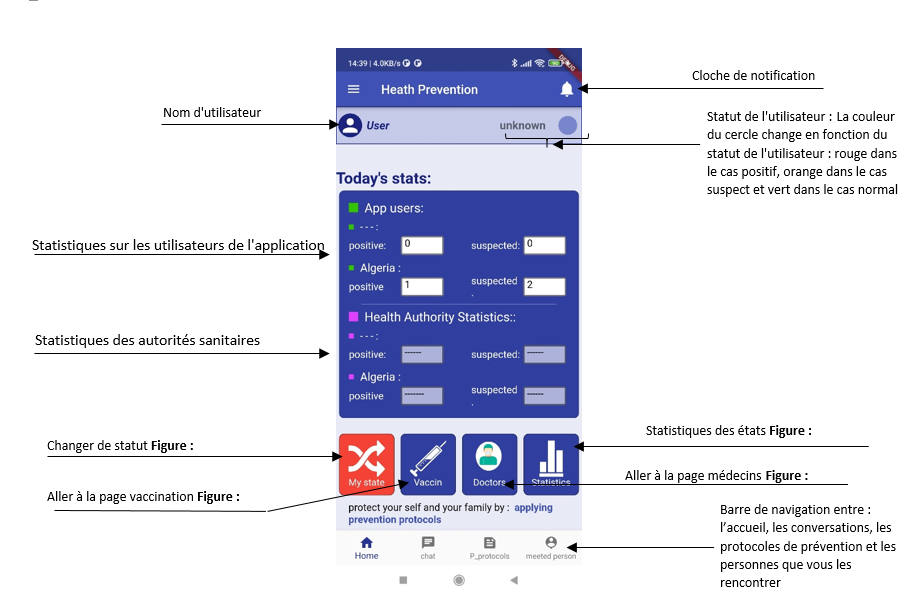 14:39 | 4.0KB/s
DEBUG
90
Heath Prevention
Cloche de notification
Nom d'utilisateur
User
unknown
Statut de l'utilisateur : La couleur
du cercle change en fonction du
statut de l'utilisateur : rouge dans
le cas positif, orange dans le cas
suspect et vert dans le cas normal
Today's stats:
App users:
---:
positive: 0 suspected: 0
Statistiques sur les utilisateurs de l'application
Algeria :
positive 1 suspected 2
.
Health Authority Statistics::
---:
Statistiques des autorités sanitaires
positive: ------ suspected: ------
Algeria :
positive ------- suspected ------
.
Changer de statut Figure :
Aller à la page vaccination Figure :
My state
Vaccin
Doctors
Statistics
Statistiques des états Figure :
Aller à la page médecins Figure :
protect your self and your family by : applying
prevention protocols
Home
chat
P_protocols
meeted person
Barre de navigation entre :
l’accueil, les conversations, les
protocoles de prévention et les
personnes que vous les
rencontrer